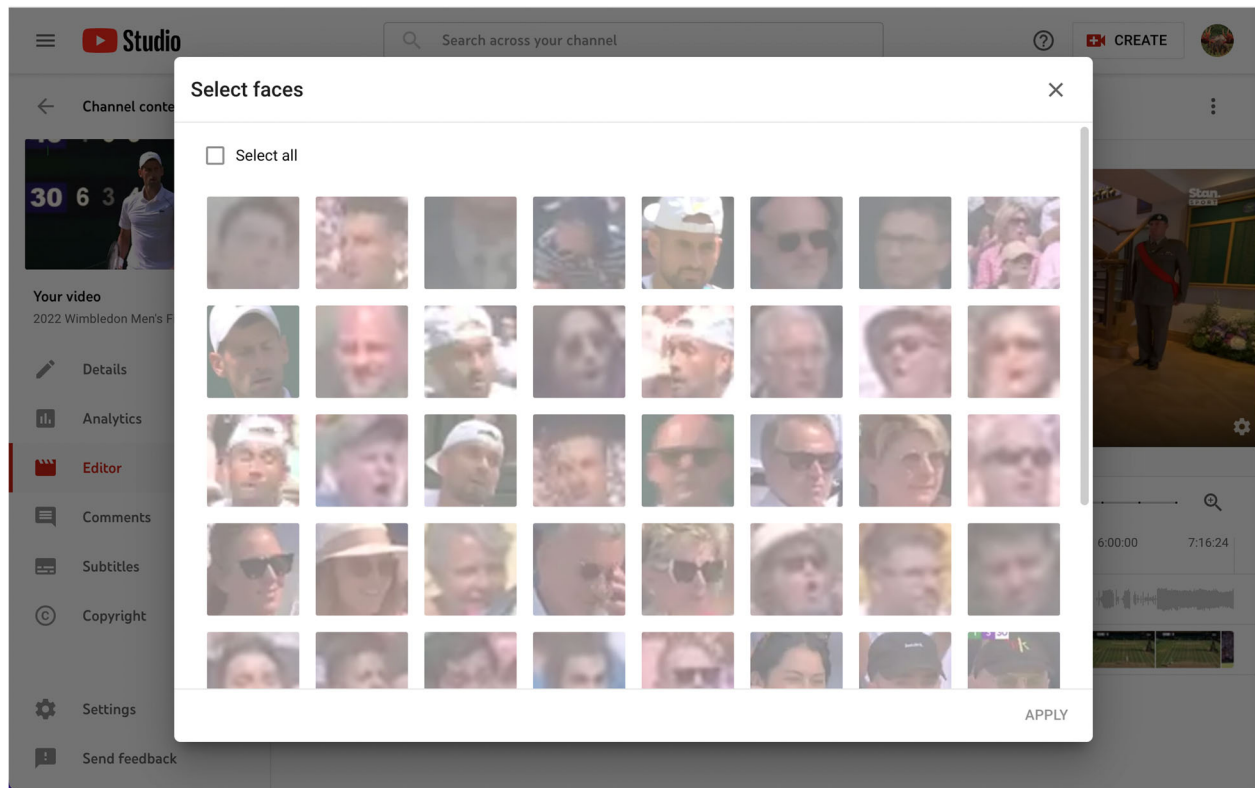 Studio
Search across your channel
CREATE
Select faces
Channel conte
Select all
30 6 3
Stan.
SPORT
Your video
2022 Wimbledon Men's F
Details
Analytics
Editor
Comments
Subtitles
Copyright
6:00:00
7:16:24
Settings
Send feedback
APPLY